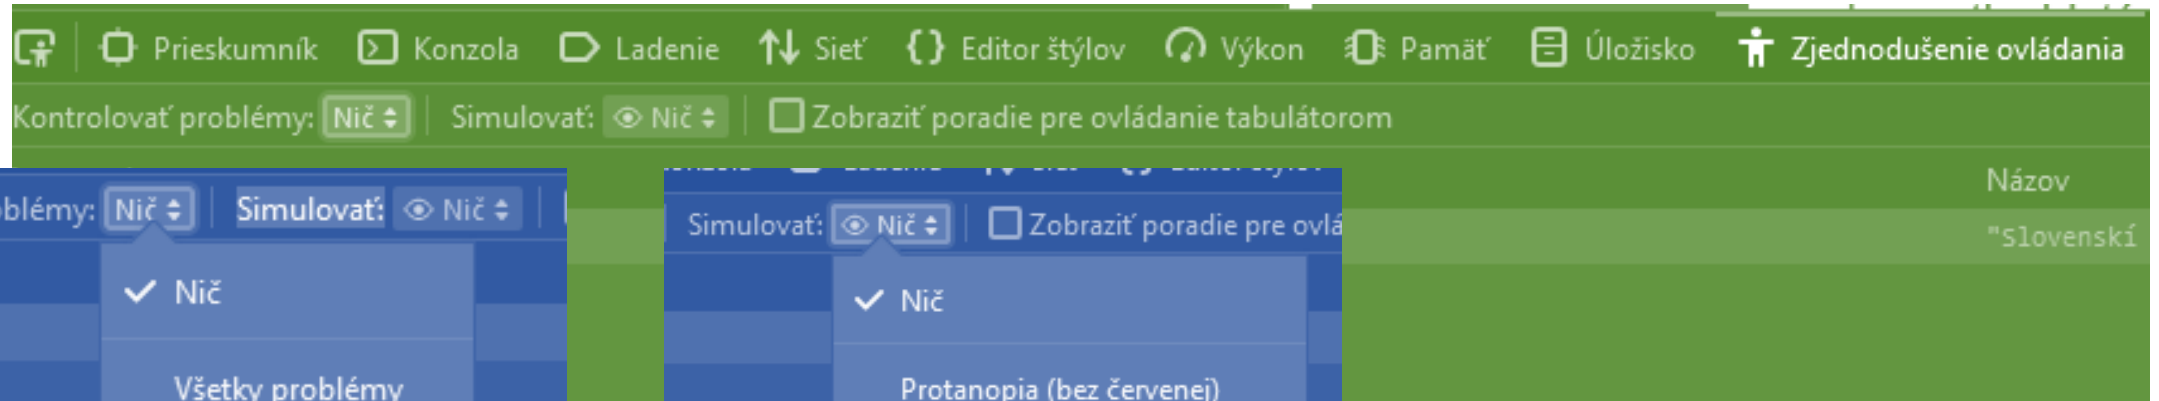 Prieskumník Konzola Ladenie Sieť Editor štýlov Výkon Pamäť Úložisko Zjednodušenie ovládania
Kontrolovať problémy: Nič Simulovať: Nič Zobraziť poradie pre ovládanie tabulátorom
Názov
"Slovenskí
blémy: Nič Simulovať: Nič
Nič
Všetky problémy
Simulovať: Nič Zobraziť poradie pre ovlá
Nič
Protanopia (bez červenej)